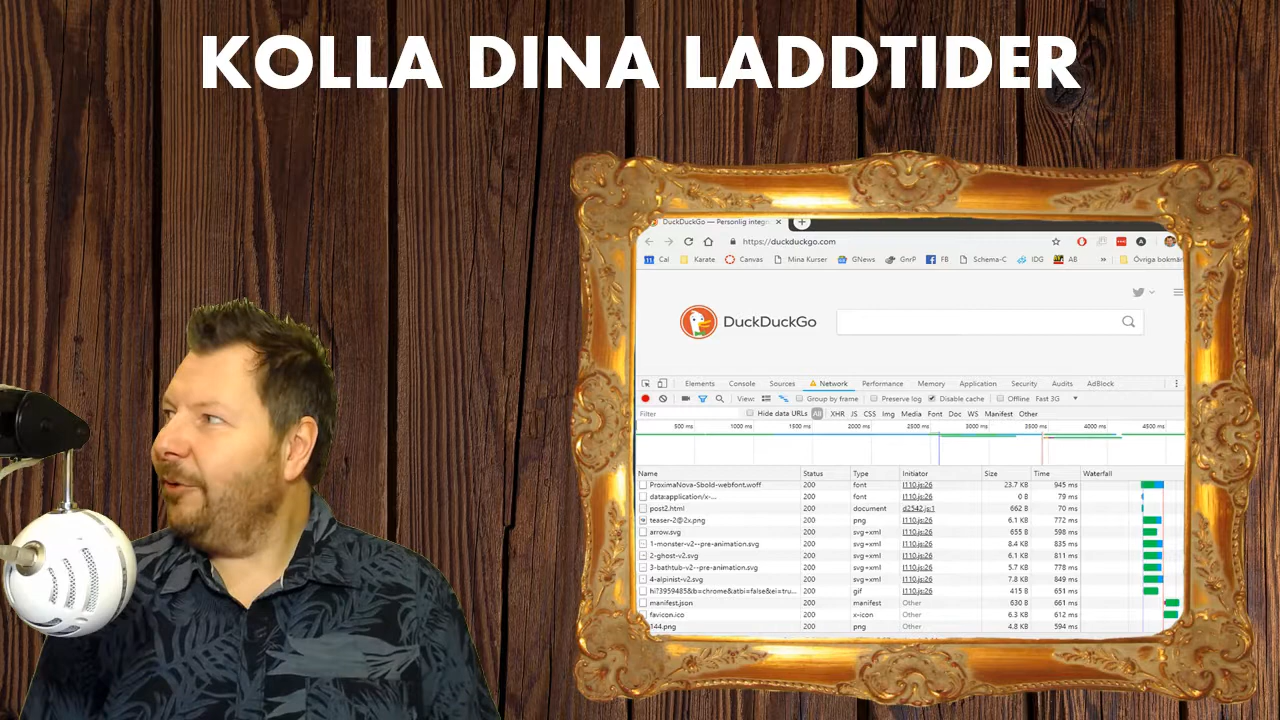 KOLLA DINA LADDTIDER
DuckDuckGo — Personlig integ
https://duckduckgo.com
Cal Karate Canvas Mina Kurser GNews GnrP FB Schema-C IDG AB » Övriga bokmär
DuckDuckGo
Elements Console Sources Network Performance Memory Application Security Audits AdBlock
View: Group by frame Preserve log Disable cache Offline Fast 3G
Filter Hide data URLs All XHR JS CSS Img Media Font Doc WS Manifest Other
500 ms 1000 ms 1500 ms 2000 ms 2500 ms 3000 ms 3500 ms 4000 ms 4500 ms
Name Status Type Initiator Size Time Waterfall
ProximaNova-Sbold-webfont.woff 200 font l110.js:26 23.7 KB 945 ms
data:application/x-... 200 font l110.js:26 0 B 79 ms
post2.html 200 document d2542.js:1 662 B 70 ms
teaser-2@2x.png 200 png l110.js:26 6.1 KB 772 ms
arrow.svg 200 svg+xml l110.js:26 655 B 598 ms
1-monster-v2--pre-animation.svg 200 svg+xml l110.js:26 8.4 KB 835 ms
2-ghost-v2.svg 200 svg+xml l110.js:26 6.1 KB 811 ms
3-bathtub-v2--pre-animation.svg 200 svg+xml l110.js:26 5.7 KB 778 ms
4-alpinist-v2.svg 200 svg+xml l110.js:26 7.8 KB 849 ms
hi?3959485&b=chrome&atbi=false&ei=tru... 200 gif l110.js:26 415 B 651 ms
manifest.json 200 manifest Other 630 B 661 ms
favicon.ico 200 x-icon Other 6.3 KB 612 ms
144.png 200 png Other 4.8 KB 594 ms